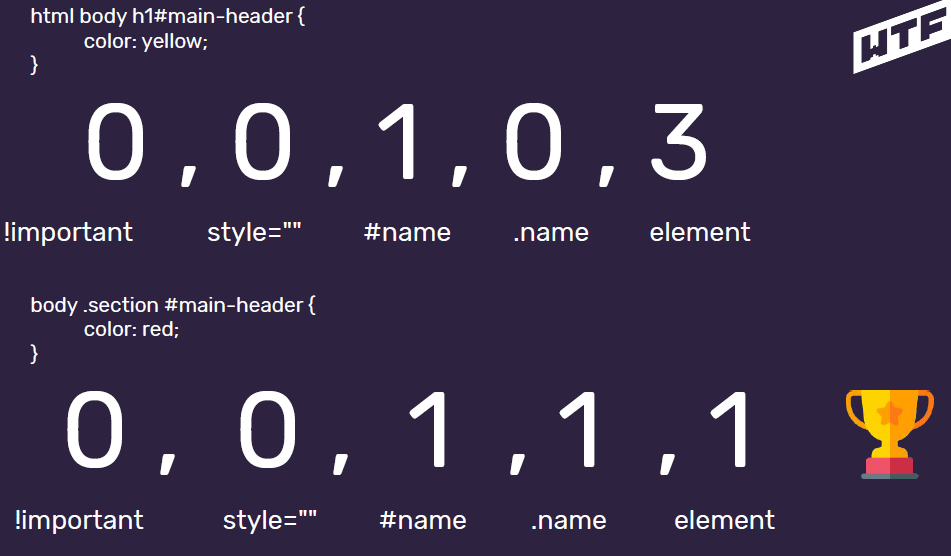 html body h1#main-header {
color: yellow;
}
WTF
0 , 0 , 1 , 0 , 3
!important style="" #name .name element
body .section #main-header {
color: red;
}
0 , 0 , 1 , 1 , 1
!important style="" #name .name element